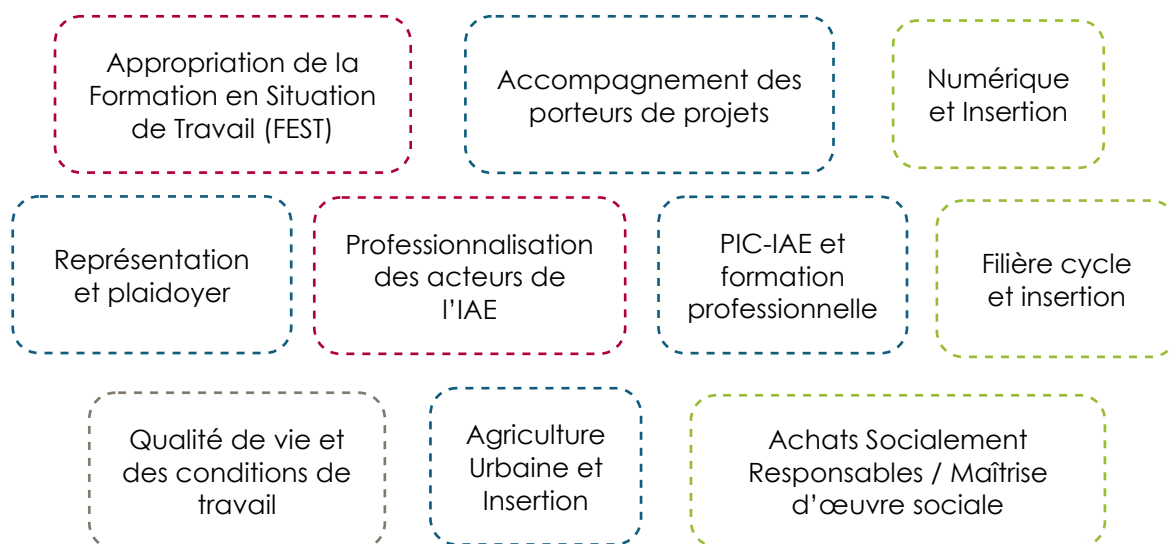 Appropriation de la
Formation en Situation
de Travail (FEST)
Accompagnement des
porteurs de projets
Numérique
et Insertion
Représentation
et plaidoyer
Professionnalisation
des acteurs de
l'IAE
PIC-IAE et
formation
professionnelle
Filière cycle
et insertion
Qualité de vie et
des conditions de
travail
Agriculture
Urbaine et
Insertion
Achats Socialement
Responsables / Maîtrise
d'œuvre sociale